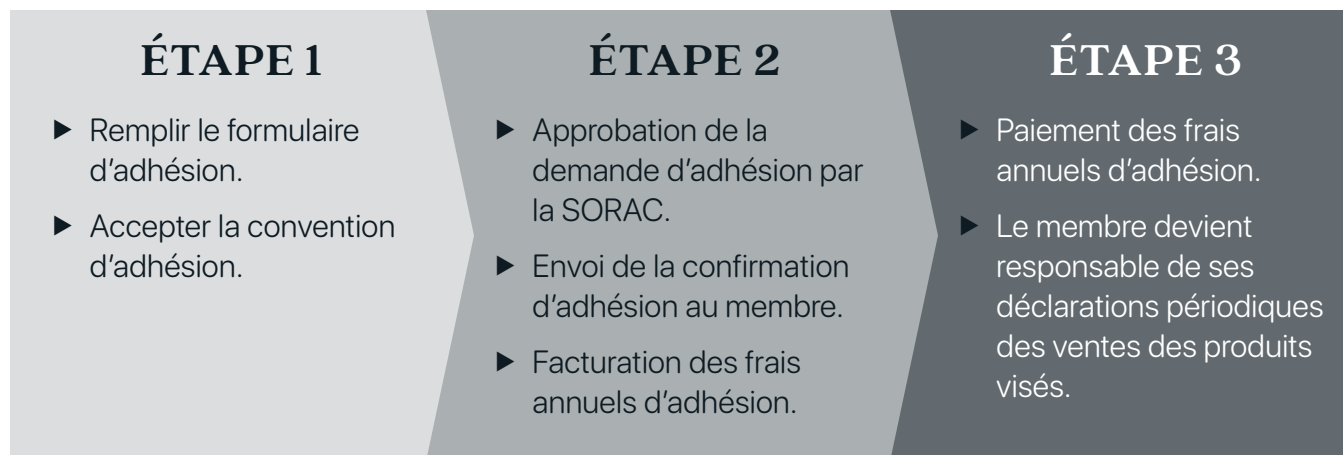 ÉTAPE 1
▶ Remplir le formulaire
d’adhésion.
▶ Accepter la convention
d’adhésion.
ÉTAPE 2
▶ Approbation de la
demande d’adhésion par
la SORAC.
▶ Envoi de la confirmation
d’adhésion au membre.
▶ Facturation des frais
annuels d’adhésion.
ÉTAPE 3
▶ Paiement des frais
annuels d’adhésion.
▶ Le membre devient
responsable de ses
déclarations périodiques
des ventes des produits
visés.